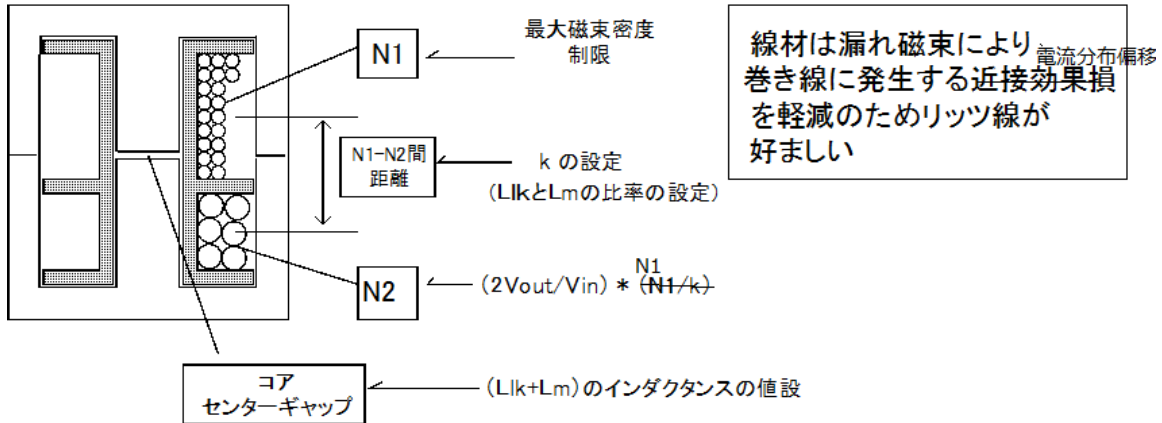 N1
最大磁束密度
制限
N1-N2間
距離
k の設定
(LlkとLmの比率の設定)
N2
N1
(2Vout/Vin) * (N1/k)
コア
センターギャップ
(Llk+Lm)のインダクタンスの値設
線材は漏れ磁束により、
電流分布偏移
巻き線に発生する近接効果損
を軽減のためリッツ線が
好ましい